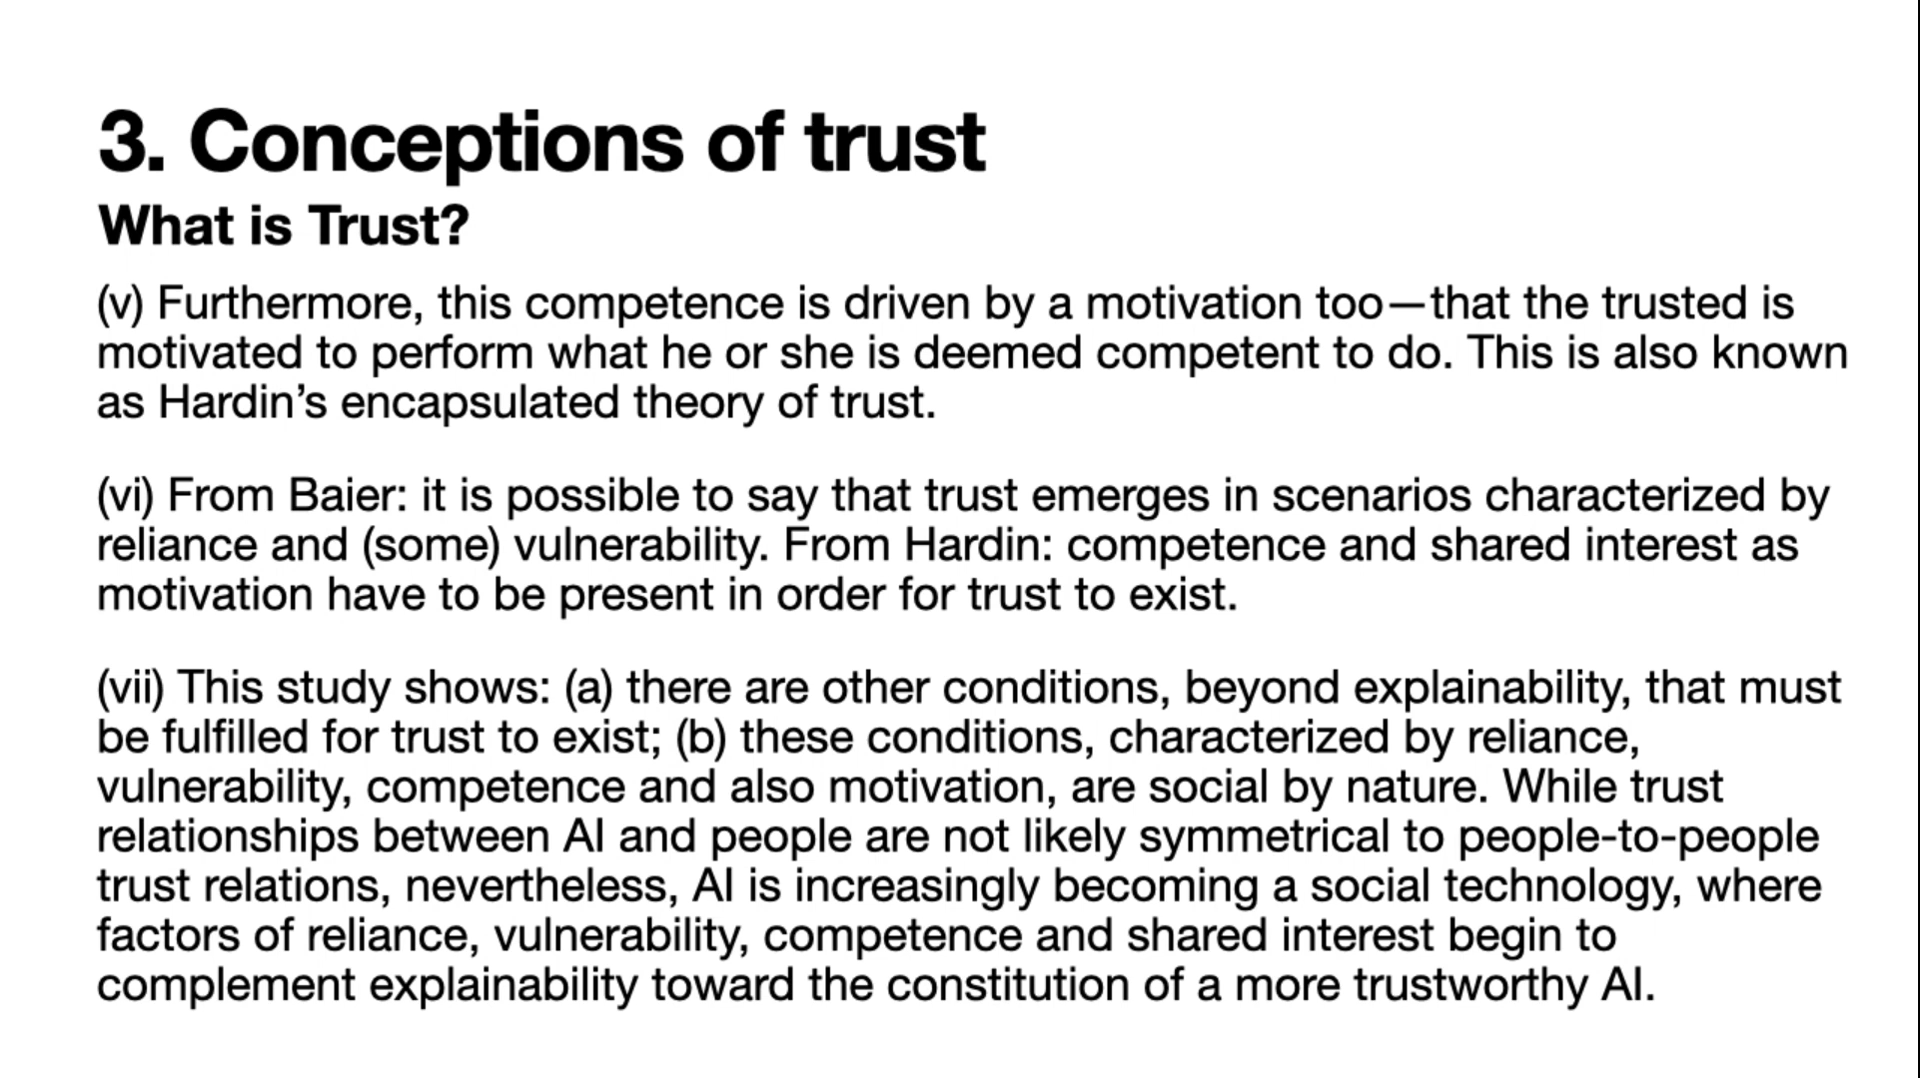 3. Conceptions of trust
What is Trust?
(v) Furthermore, this competence is driven by a motivation too—that the trusted is
motivated to perform what he or she is deemed competent to do. This is also known
as Hardin’s encapsulated theory of trust.
(vi) From Baier: it is possible to say that trust emerges in scenarios characterized by
reliance and (some) vulnerability. From Hardin: competence and shared interest as
motivation have to be present in order for trust to exist.
(vii) This study shows: (a) there are other conditions, beyond explainability, that must
be fulfilled for trust to exist; (b) these conditions, characterized by reliance,
vulnerability, competence and also motivation, are social by nature. While trust
relationships between AI and people are not likely symmetrical to people-to-people
trust relations, nevertheless, AI is increasingly becoming a social technology, where
factors of reliance, vulnerability, competence and shared interest begin to
complement explainability toward the constitution of a more trustworthy AI.